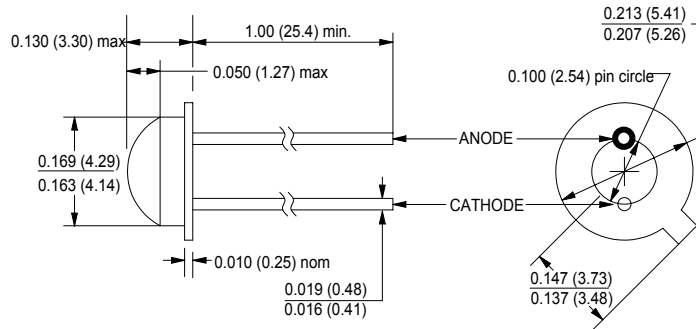 0.130 (3.30) max
1.00 (25.4) min.
0.213 (5.41)
0.207 (5.26)
0.050 (1.27) max
0.100 (2.54) pin circle
ANODE
0.169 (4.29)
0.163 (4.14)
CATHODE
0.010 (0.25) nom
0.019 (0.48)
0.016 (0.41)
0.147 (3.73)
0.137 (3.48)